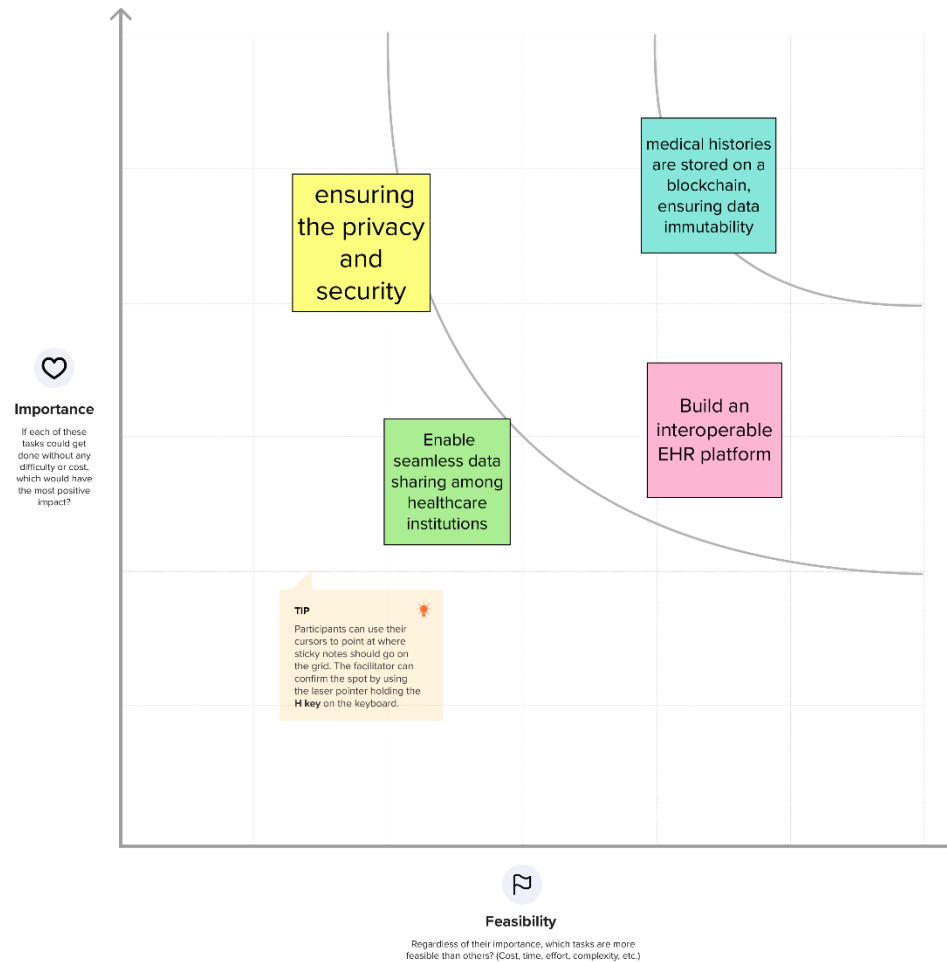 medical histories
are stored on a
blockchain,
ensuring data
immutability
ensuring
the privacy
and
security
Importance
If each of these
tasks could get
done without any
difficulty or cost,
which would have
the most positive
impact?
Build an
interoperable
EHR platform
Enable
seamless data
sharing among
healthcare
institutions
TIP
Participants can use their
cursors to point at where
sticky notes should go on
the grid. The facilitator can
confirm the spot by using
the laser pointer holding the
H key on the keyboard.
Feasibility
Regardless of their importance, which tasks are more
feasible than others? (Cost, time, effort, complexity, etc.)